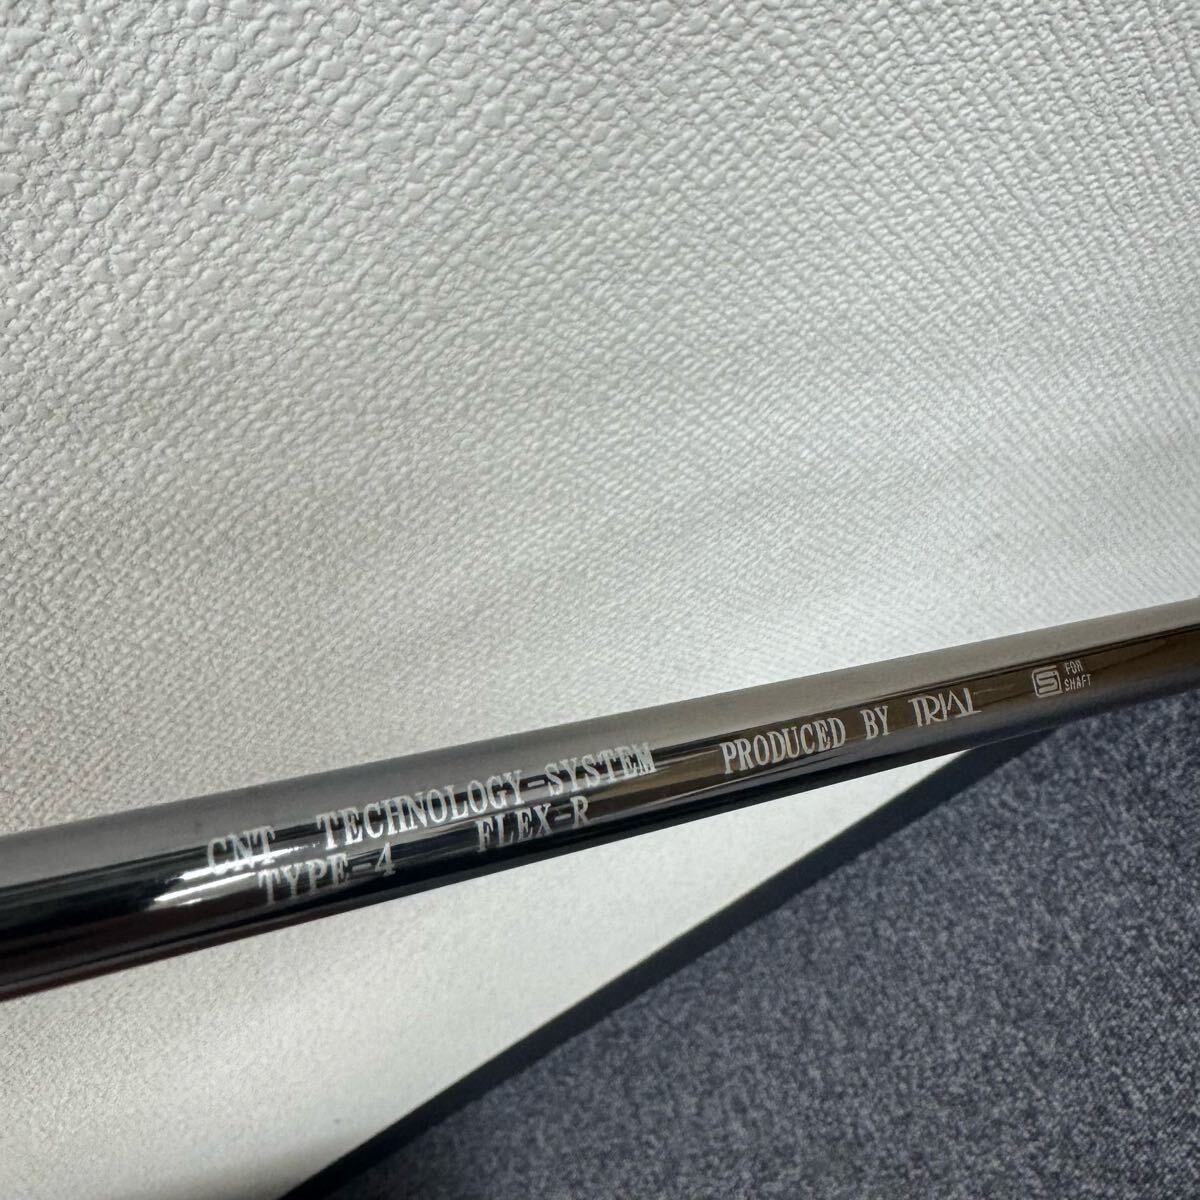 CNT TECHNOLOGY-SYSTEM PRODUCED BY TRIAL
TYPE-4 FLEX-R
S FOR
SHAFT